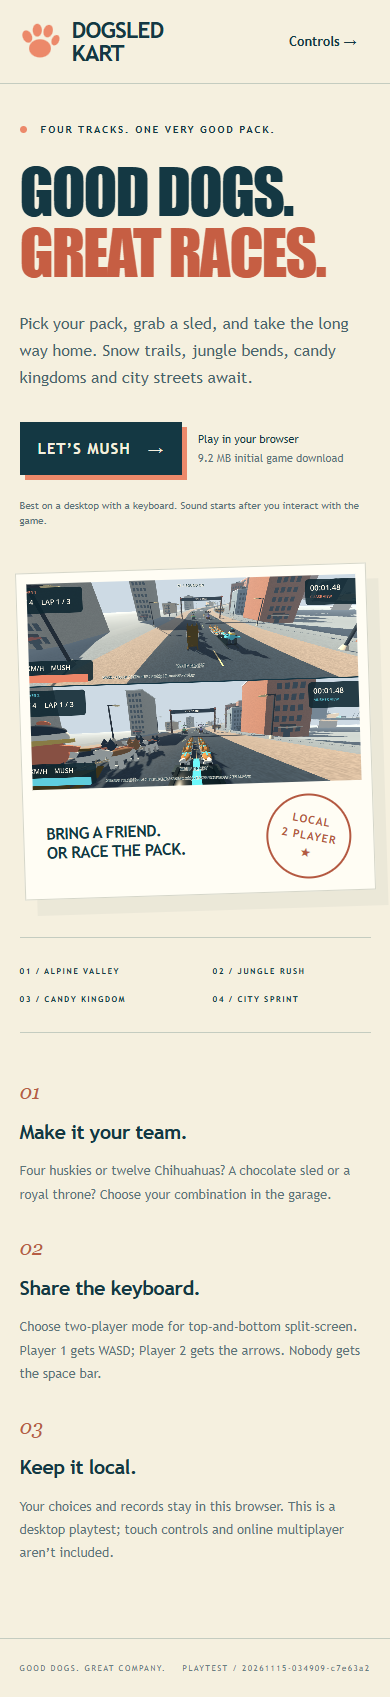 DOGSLED
KART
Controls →
FOUR TRACKS. ONE VERY GOOD PACK.
GOOD DOGS.
GREAT RACES.
Pick your pack, grab a sled, and take the long
way home. Snow trails, jungle bends, candy
kingdoms and city streets await.
LET’S MUSH →
Play in your browser
9.2 MB initial game download
Best on a desktop with a keyboard. Sound starts after you interact with the
game.
4 LAP 1 / 3
00:01.48
KM/H MUSH
4 LAP 1 / 3
00:01.48
KM/H MUSH
BRING A FRIEND.
OR RACE THE PACK.
LOCAL
2 PLAYER
★
01 / ALPINE VALLEY
02 / JUNGLE RUSH
03 / CANDY KINGDOM
04 / CITY SPRINT
01
Make it your team.
Four huskies or twelve Chihuahuas? A chocolate sled or a
royal throne? Choose your combination in the garage.
02
Share the keyboard.
Choose two-player mode for top-and-bottom split-screen.
Player 1 gets WASD; Player 2 gets the arrows. Nobody gets
the space bar.
03
Keep it local.
Your choices and records stay in this browser. This is a
desktop playtest; touch controls and online multiplayer
aren’t included.
GOOD DOGS. GREAT COMPANY.
PLAYTEST / 20261115-034909-c7e63a2